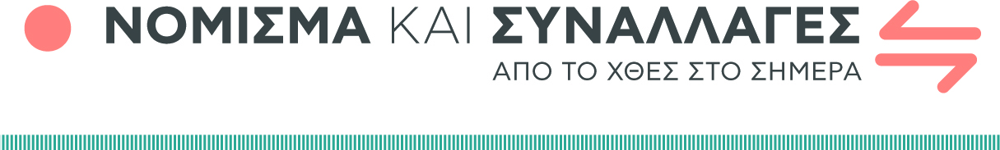 ΝΟΜΙΣΜΑ ΚΑΙ ΣΥΝΑΛΛΑΓΕΣ
ΑΠΟ ΤΟ ΧΘΕΣ ΣΤΟ ΣΗΜΕΡΑ